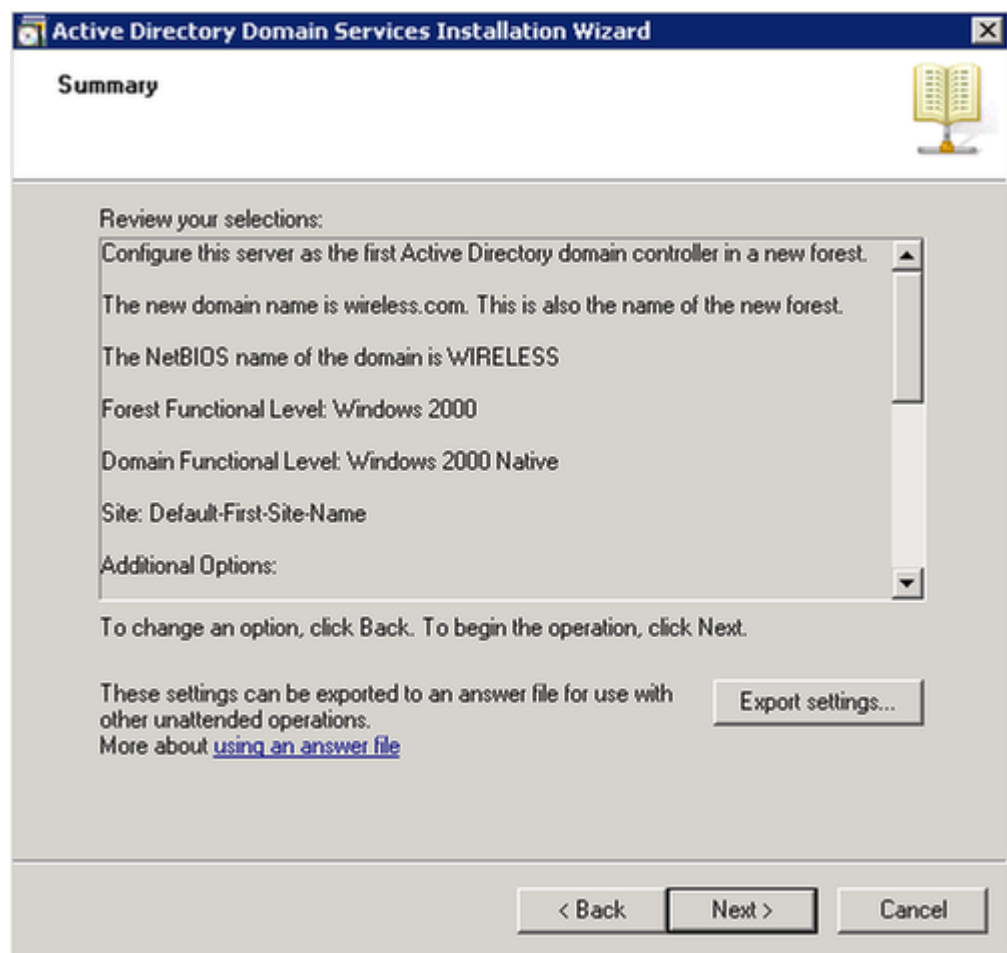 Active Directory Domain Services Installation Wizard
Summary
Review your selections:
Configure this server as the first Active Directory domain controller in a new forest.
The new domain name is wireless.com. This is also the name of the new forest.
The NetBIOS name of the domain is WIRELESS
Forest Functional Level: Windows 2000
Domain Functional Level: Windows 2000 Native
Site: Default-First-Site-Name
Additional Options:
To change an option, click Back. To begin the operation, click Next.
These settings can be exported to an answer file for use with
other unattended operations.
More about using an answer file
Export settings...
< Back
Next >
Cancel